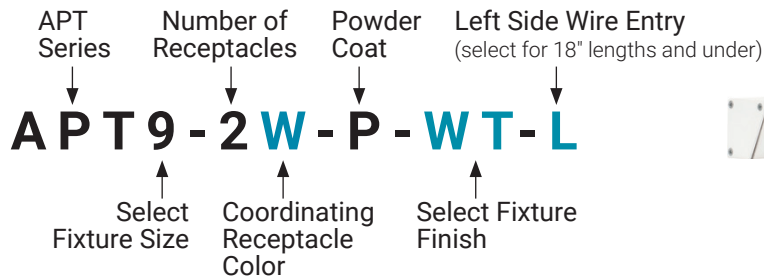 APT
Series
Number of
Receptacles
Powder
Coat
Left Side Wire Entry
(select for 18" lengths and under)
APT9-2W-P-WT-L
Select
Fixture Size
Coordinating
Receptacle
Color
Select Fixture
Finish